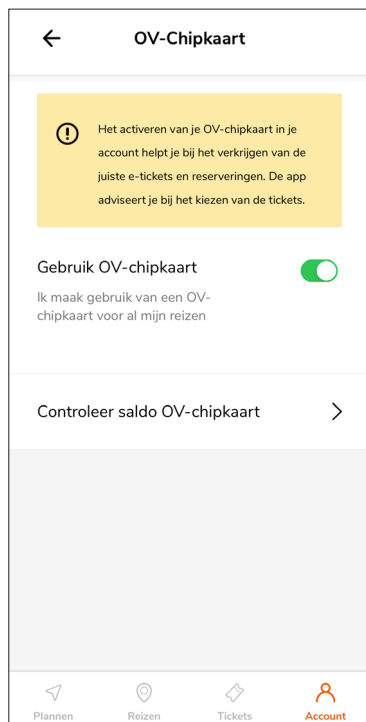 OV-Chipkaart
Het activeren van je OV-chipkaart in je
account helpt je bij het verkrijgen van de
juiste e-tickets en reserveringen. De app
adviseert je bij het kiezen van de tickets.
Gebruik OV-chipkaart
Ik maak gebruik van een OV-
chipkaart voor al mijn reizen
Controleer saldo OV-chipkaart
Plannen Reizen Tickets Account